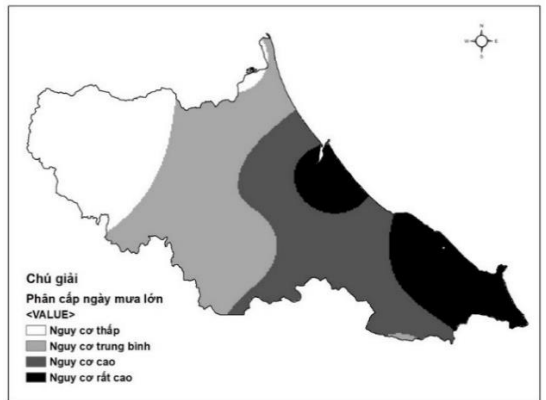 N
E
S
Chú giải
Phân cấp ngày mưa lớn
<VALUE>
Nguy cơ thấp
Nguy cơ trung bình
Nguy cơ cao
Nguy cơ rất cao